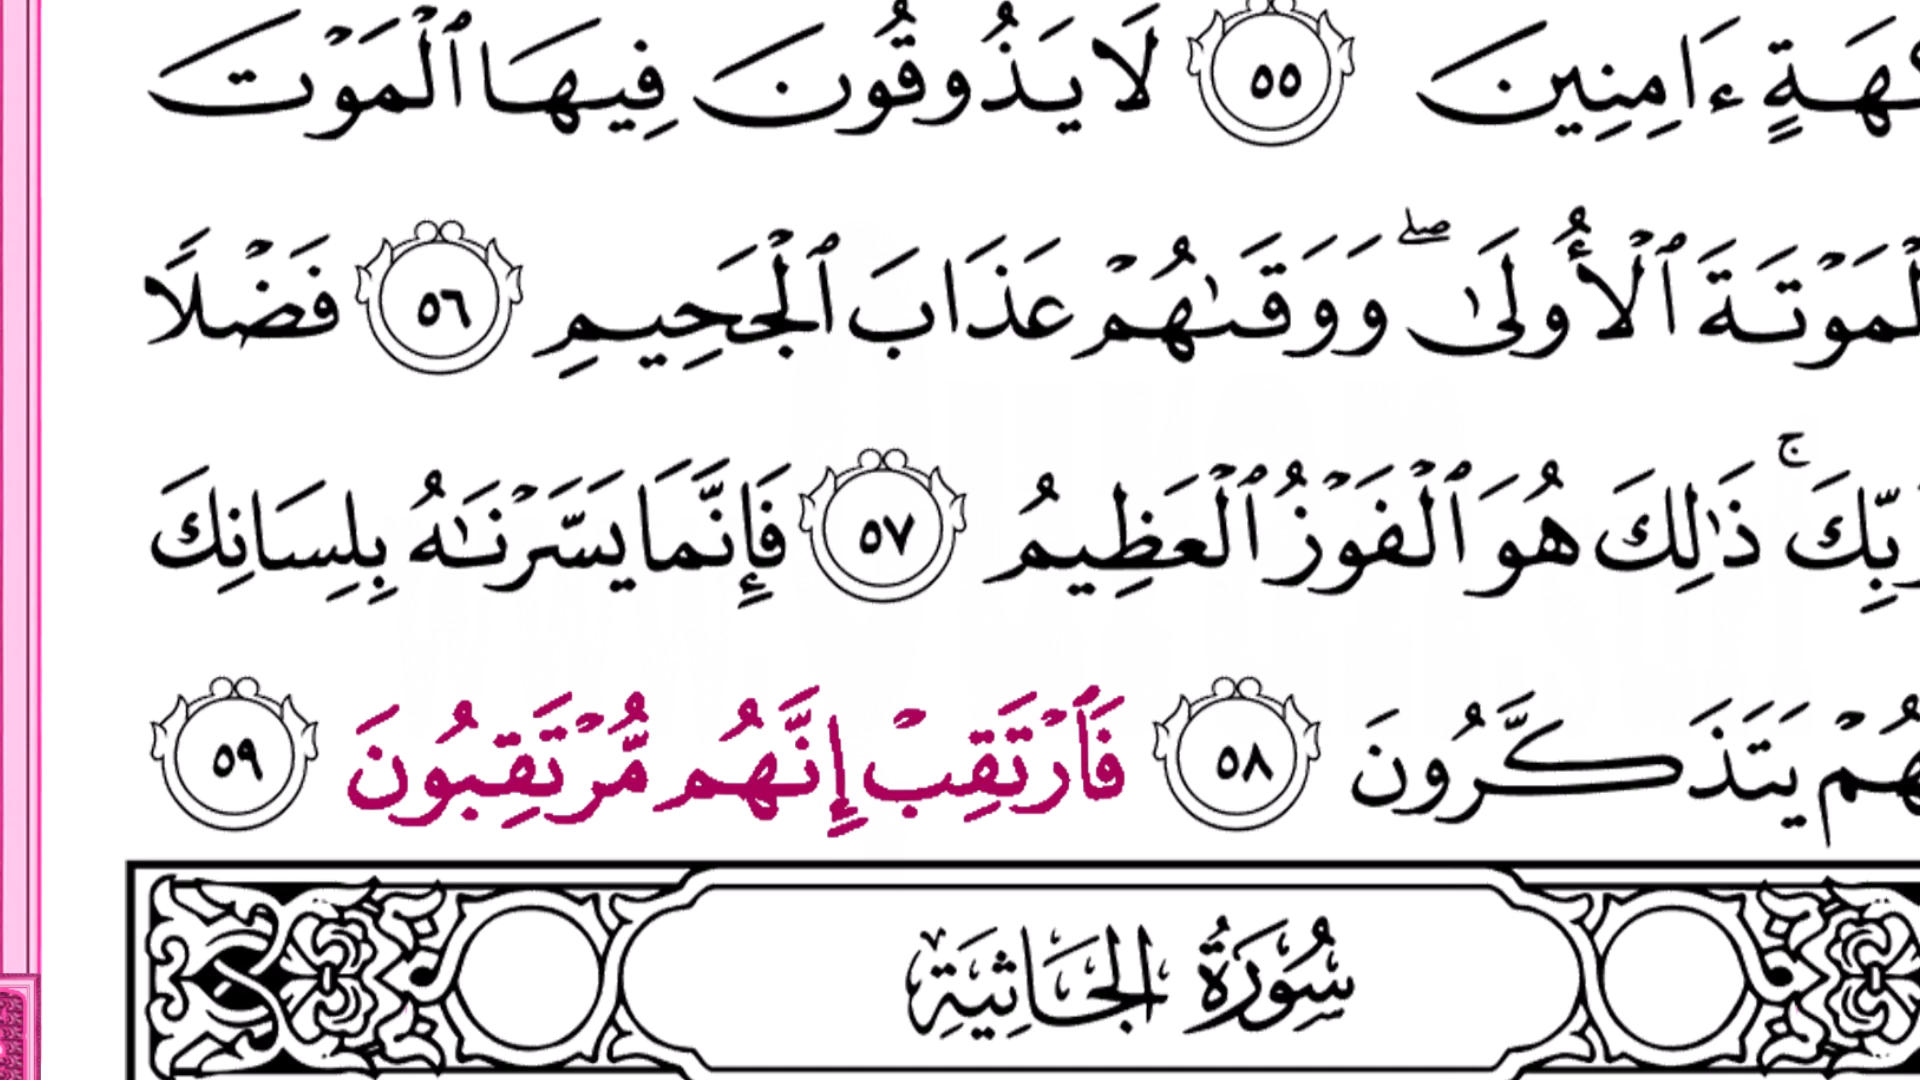 ءَامِنِينَ ٥٥ لَا يَذُوقُونَ فِيهَا ٱلْمَوْتَ
ٱلْمَوْتَةَ ٱلْأُولَىٰ ۖ وَوَقَىٰهُمْ عَذَابَ ٱلْجَحِيمِ ٥٦ فَضْلًا
رَّبِّكَ ۚ ذَٰلِكَ هُوَ ٱلْفَوْزُ ٱلْعَظِيمُ ٥٧ فَإِنَّمَا يَسَّرْنَٰهُ بِلِسَانِكَ
يَتَذَكَّرُونَ ٥٨ فَٱرْتَقِبْ إِنَّهُم مُّرْتَقِبُونَ ٥٩
سُورَةُ الجَاثِيَةِ